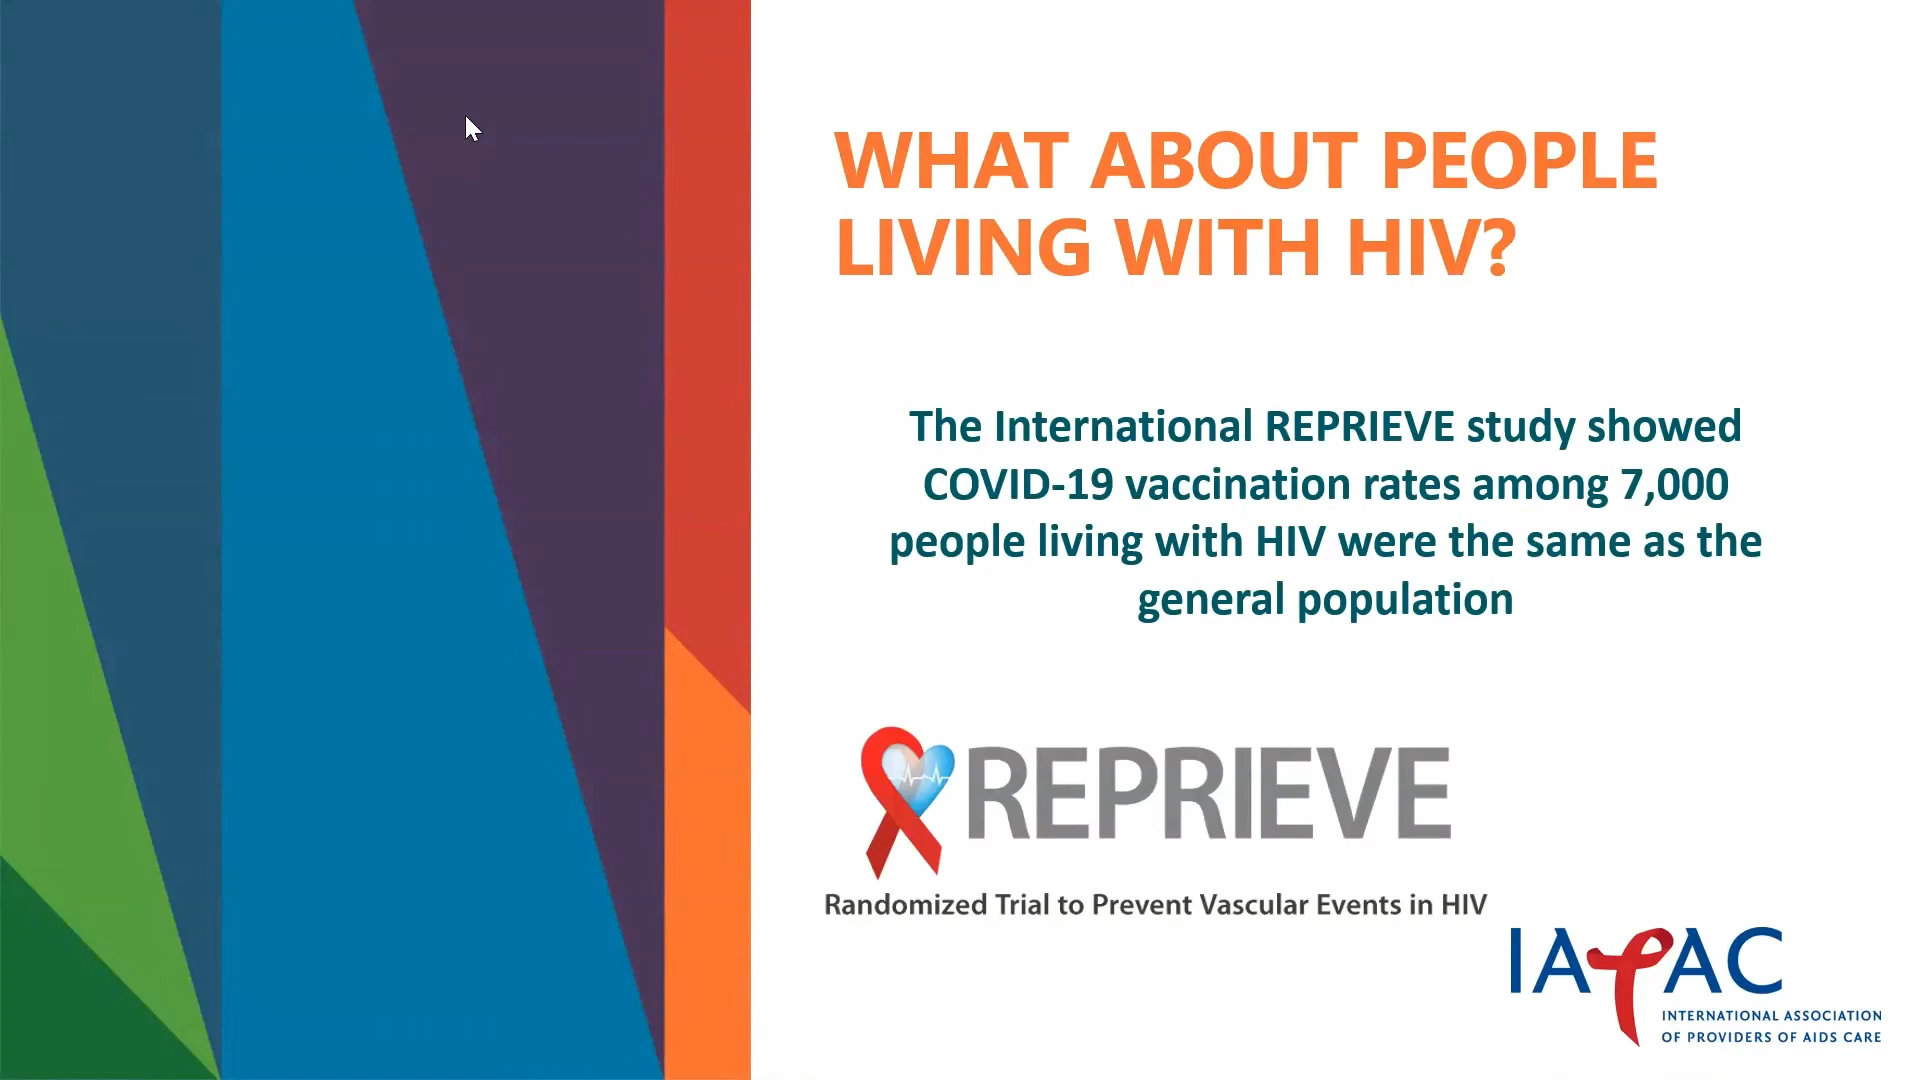 WHAT ABOUT PEOPLE
LIVING WITH HIV?
The International REPRIEVE study showed
COVID-19 vaccination rates among 7,000
people living with HIV were the same as the
general population
REPRIEVE
Randomized Trial to Prevent Vascular Events in HIV
IAPAC
INTERNATIONAL ASSOCIATION
OF PROVIDERS OF AIDS CARE